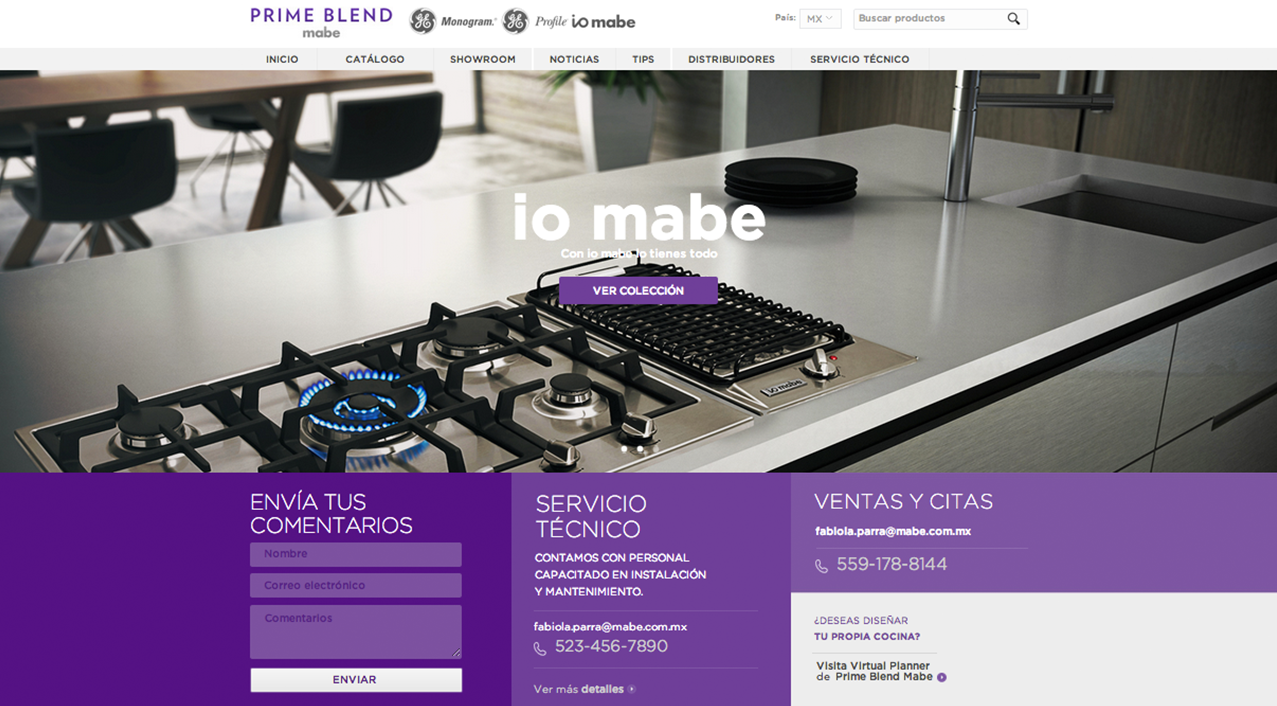 PRIME BLEND
mabe
GE Monogram.® GE Profile io mabe
País: MX
Buscar productos
INICIO CATÁLOGO SHOWROOM NOTICIAS TIPS DISTRIBUIDORES SERVICIO TÉCNICO
io mabe
Con io mabe lo tienes todo
VER COLECCIÓN
io mabe
ENVÍA TUS
COMENTARIOS
Nombre
Correo electrónico
Comentarios
ENVIAR
SERVICIO
TÉCNICO
CONTAMOS CON PERSONAL
CAPACITADO EN INSTALACIÓN
Y MANTENIMIENTO.
fabiola.parra@mabe.com.mx
523-456-7890
Ver más detalles
VENTAS Y CITAS
fabiola.parra@mabe.com.mx
559-178-8144
¿DESEAS DISEÑAR
TU PROPIA COCINA?
Visita Virtual Planner
de Prime Blend Mabe